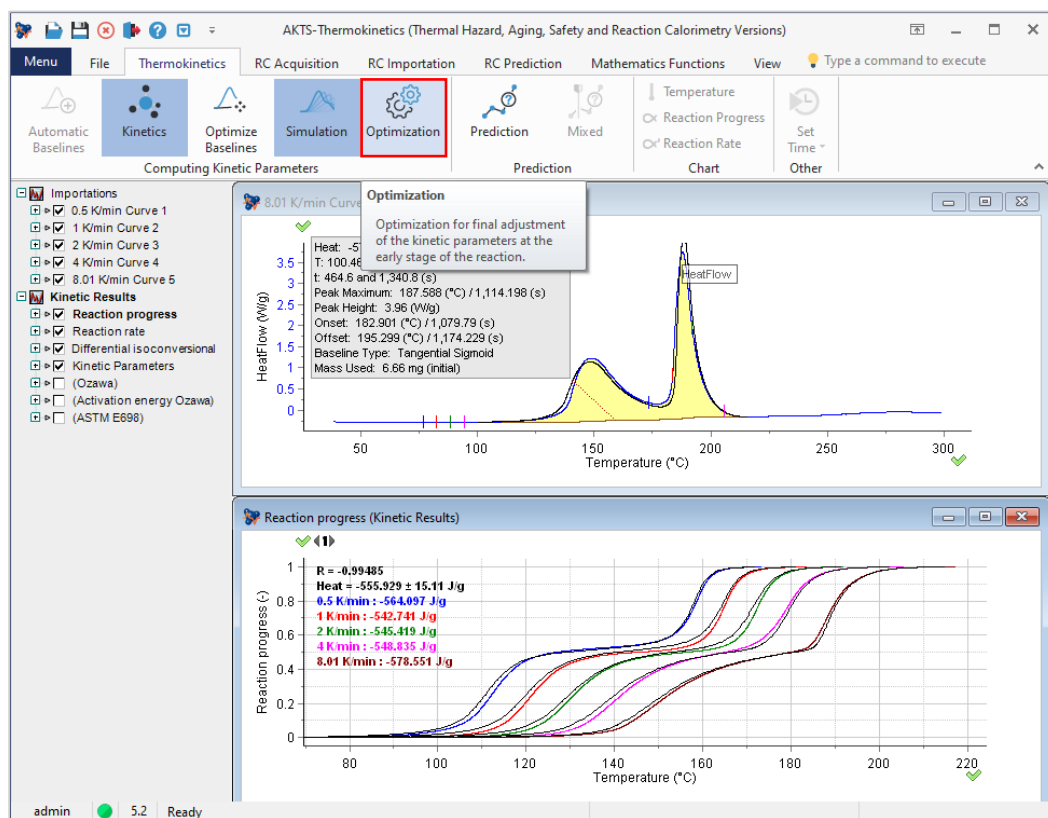 AKTS-Thermokinetics (Thermal Hazard, Aging, Safety and Reaction Calorimetry Versions)
Menu File Thermokinetics RC Acquisition RC Importation RC Prediction Mathematics Functions View Type a command to execute
Automatic Baselines
Kinetics
Optimize Baselines
Simulation
Optimization
Prediction
Mixed
Temperature
Reaction Progress
Reaction Rate
Set Time
Computing Kinetic Parameters Prediction Chart Other
Importations
0.5 K/min Curve 1
1 K/min Curve 2
2 K/min Curve 3
4 K/min Curve 4
8.01 K/min Curve 5
Kinetic Results
Reaction progress
Reaction rate
Differential isoconversional
Kinetic Parameters
(Ozawa)
(Activation energy Ozawa)
(ASTM E698)
8.01 K/min Curve
Optimization
Optimization for final adjustment
of the kinetic parameters at the
early stage of the reaction.
Heat: -57
T: 100.46
t: 464.6 and 1,340.8 (s)
Peak Maximum: 187.588 (°C) / 1,114.198 (s)
Peak Height: 3.96 (W/g)
Onset: 182.901 (°C) / 1,079.79 (s)
Offset: 195.299 (°C) / 1,174.229 (s)
Baseline Type: Tangential Sigmoid
Mass Used: 6.66 mg (initial)
HeatFlow
HeatFlow (W/g)
3.5
3
2.5
2
1.5
1
0.5
0
50 100 150 200 250 300
Temperature (°C)
Reaction progress (Kinetic Results)
1
R = -0.99485
Heat = -555.929 ± 15.11 J/g
0.5 K/min : -564.097 J/g
1 K/min : -542.741 J/g
2 K/min : -545.419 J/g
4 K/min : -548.835 J/g
8.01 K/min : -578.551 J/g
Reaction progress (-)
1
0.8
0.6
0.4
0.2
0
80 100 120 140 160 180 200 220
Temperature (°C)
admin 5.2 Ready